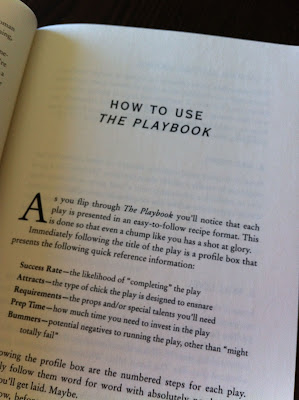 HOW TO USE
THE PLAYBOOK
As you flip through The Playbook you'll notice that each
play is presented in an easy-to-follow recipe format. This
is done so that even a chump like you has a shot at glory.
Immediately following the title of the play is a profile box that
presents the following quick reference information:
Success Rate—the likelihood of "completing" the play
Attracts—the type of chick the play is designed to ensnare
Requirements—the props and/or special talents you'll need
Prep Time—how much time you need to invest in the play
Bummers—potential negatives to running the play, other than "might
totally fail"
owing the profile box are the numbered steps for each play.
ly follow them word for word with absolutely no
u'll get laid. Maybe.
ow, before